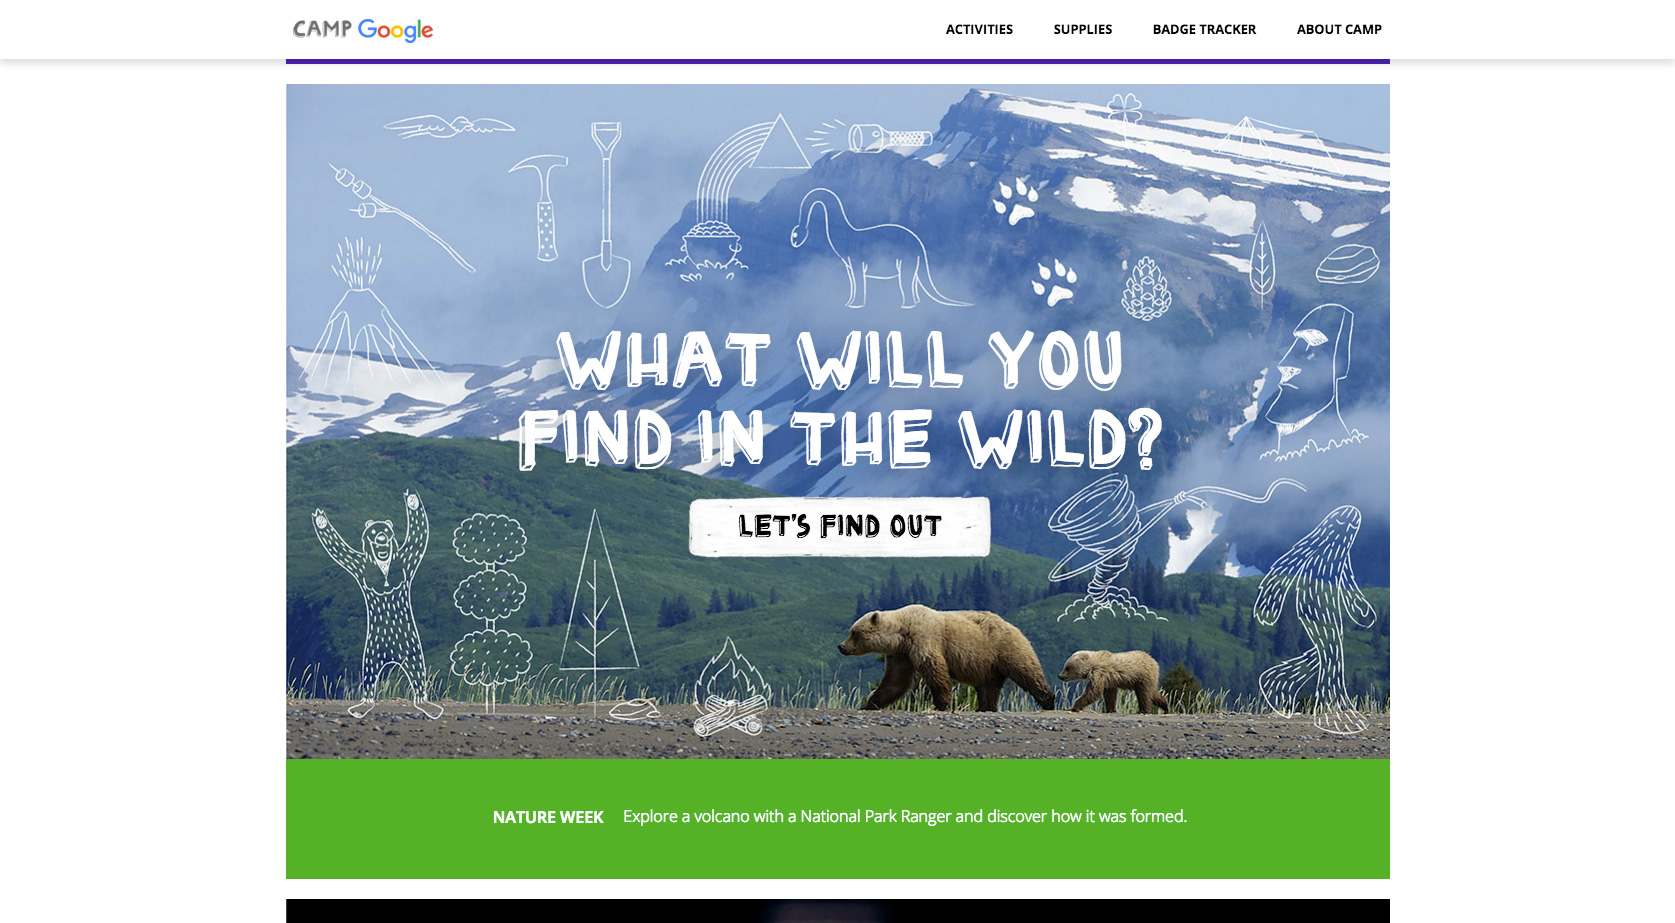 CAMP Google
ACTIVITIES SUPPLIES BADGE TRACKER ABOUT CAMP
WHAT WILL YOU
FIND IN THE WILD?
LET'S FIND OUT
NATURE WEEK Explore a volcano with a National Park Ranger and discover how it was formed.